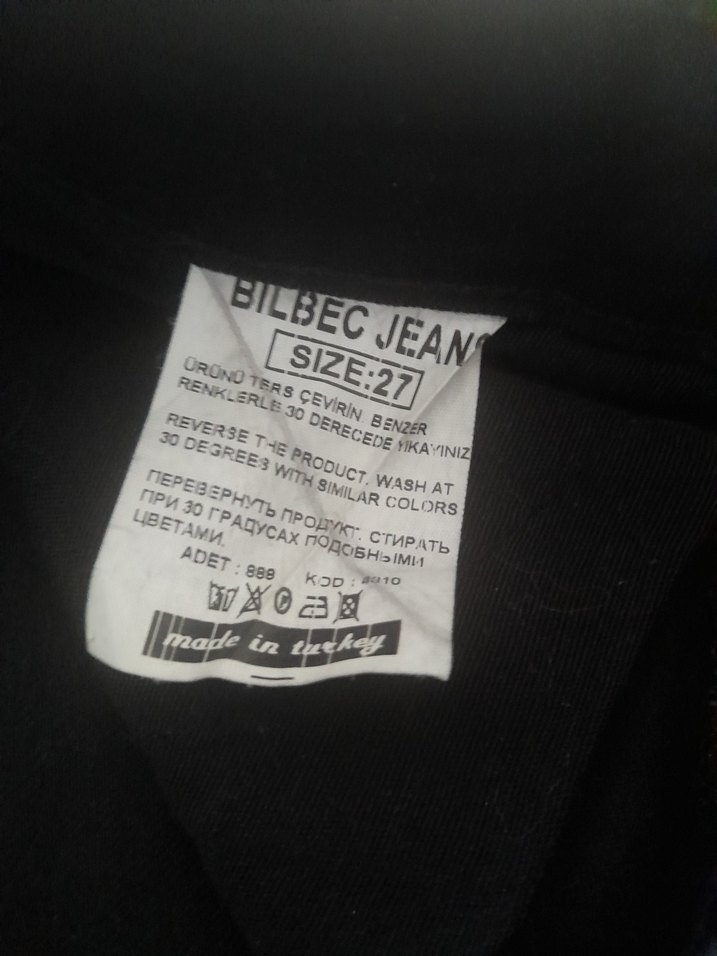 BILBEC JEANS
SIZE:27
ÜRÜNÜ TERS ÇEVİRİN. BENZER
RENKLERLE 30 DERECEDE YIKAYINIZ
REVERSE THE PRODUCT. WASH AT
30 DEGREES WITH SIMILAR COLORS
ПЕРЕВЕРНУТЬ ПРОДУКТ. СТИРАТЬ
ПРИ 30 ГРАДУСАХ ПОДОБНЫМИ
ЦВЕТАМИ.
ADET : 888 KOD :
made in turkey